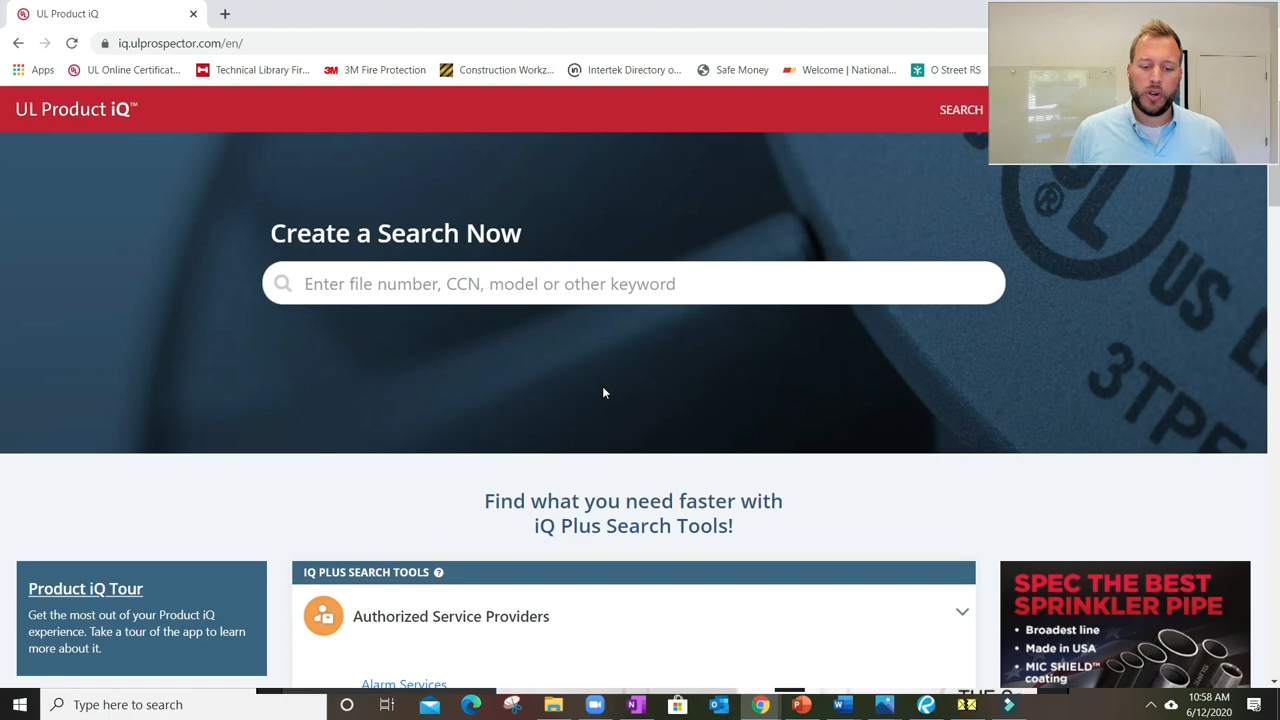 UL Product iQ
iq.ulprospector.com/en/
Apps
UL Online Certificat...
Technical Library Fir...
3M Fire Protection
Construction Workz...
Intertek Directory o...
Safe Money
Welcome | National...
O Street RS
UL Product iQ™
SEARCH
Create a Search Now
Enter file number, CCN, model or other keyword
®
UL
US L
3TPF
Find what you need faster with
iQ Plus Search Tools!
Product iQ Tour
Get the most out of your Product iQ
experience. Take a tour of the app to learn
more about it.
IQ PLUS SEARCH TOOLS
Authorized Service Providers
Alarm Services
SPEC THE BEST
SPRINKLER PIPE
• Broadest line
• Made in USA
• MIC SHIELD™
coating
Type here to search
10:58 AM
6/12/2020